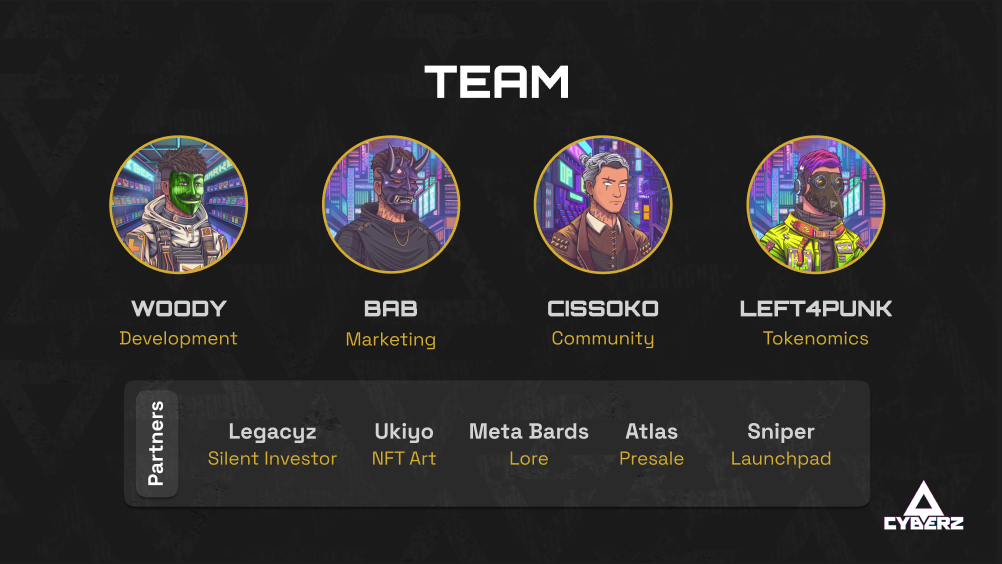 TEAM
WOODY
Development
BAB
Marketing
CISSOKO
Community
LEFT4PUNK
Tokenomics
Partners
Legacyz
Silent Investor
Ukiyo
NFT Art
Meta Bards
Lore
Atlas
Presale
Sniper
Launchpad
CYBERZ